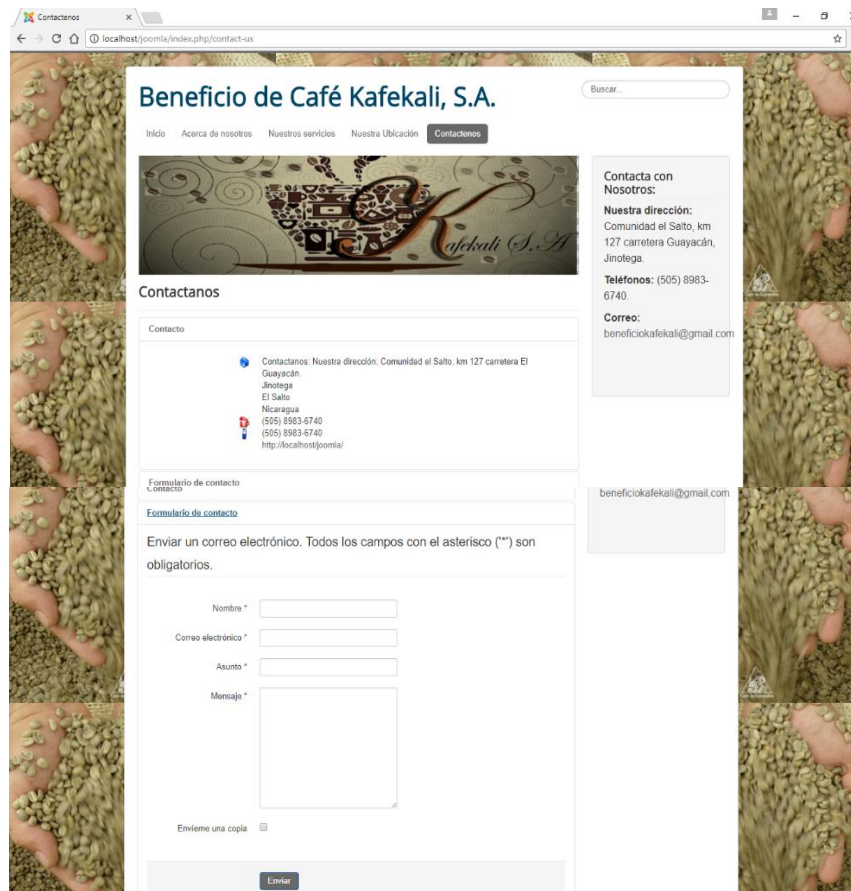 Contactenos
localhost/joomla/index.php/contact-us
Beneficio de Café Kafekali, S.A.
Buscar...
Inicio Acerca de nosotros Nuestros servicios Nuestra Ubicación Contactenos
Kafekali S.A
Contacta con
Nosotros:
Nuestra dirección:
Comunidad el Salto, km
127 carretera Guayacán,
Jinotega.
Teléfonos: (505) 8983-
6740.
Correo:
beneficiokafekali@gmail.com
Contactanos
Contacto
Contactanos: Nuestra dirección: Comunidad el Salto, km 127 carretera El
Guayacán.
Jinotega
El Salto
Nicaragua
(505) 8983-6740
(505) 8983-6740
http://localhost/joomla/
Formulario de contacto
Contacto
beneficiokafekali@gmail.com
Formulario de contacto
Enviar un correo electrónico. Todos los campos con el asterisco ('*') son
obligatorios.
Nombre *
Correo electrónico *
Asunto *
Mensaje *
Envíeme una copia
Enviar